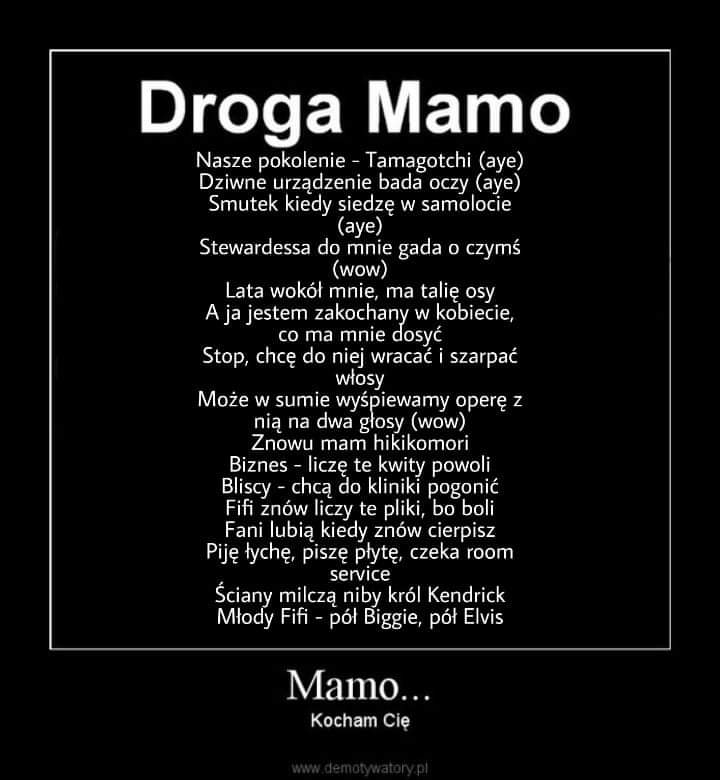 Droga Mamo
Nasze pokolenie - Tamagotchi (aye)
Dziwne urządzenie bada oczy (aye)
Smutek kiedy siedzę w samolocie
(aye)
Stewardessa do mnie gada o czymś
(wow)
Lata wokół mnie, ma talię osy
A ja jestem zakochany w kobiecie,
co ma mnie dosyć
Stop, chcę do niej wracać i szarpać
włosy
Może w sumie wyśpiewamy operę z
nią na dwa głosy (wow)
Znowu mam hikikomori
Biznes - liczę te kwity powoli
Bliscy - chcą do kliniki pogonić
Fifi znów liczy te pliki, bo boli
Fani lubią kiedy znów cierpisz
Piję łychę, piszę płytę, czeka room
service
Ściany milczą niby król Kendrick
Młody Fifi - pół Biggie, pół Elvis
Mamo...
Kocham Cię
www.demotywatory.pl